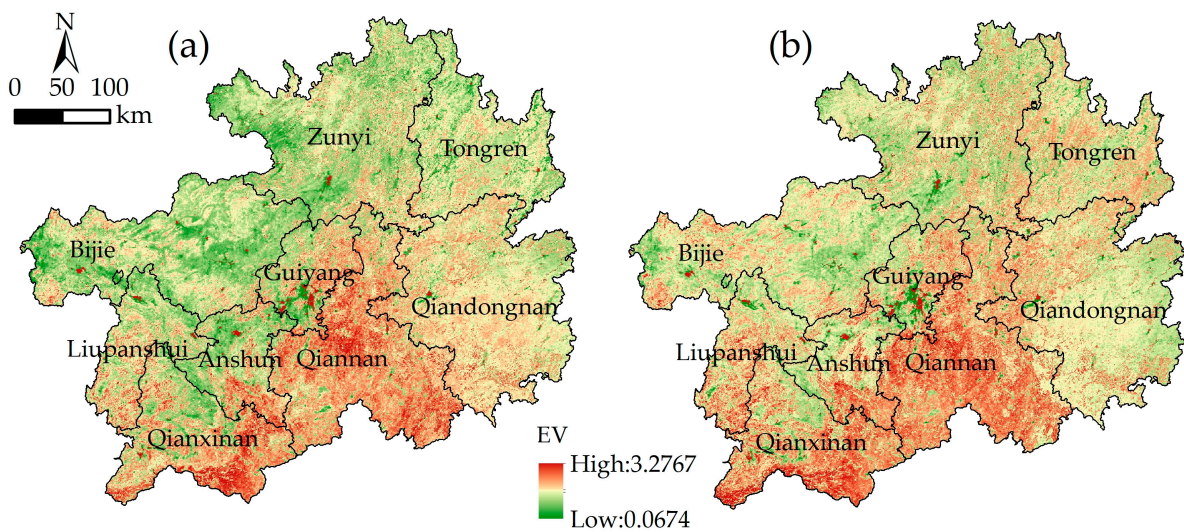 N
(a)
0 50 100
km
Zunyi
Tongren
Bijie
Guiyang
Qiandongnan
Liupanshui
Anshun
Qiannan
Qianxinan
(b)
Zunyi
Tongren
Bijie
Guiyang
Qiandongnan
Liupanshui
Anshun
Qiannan
Qianxinan
EV
High:3.2767
Low:0.0674